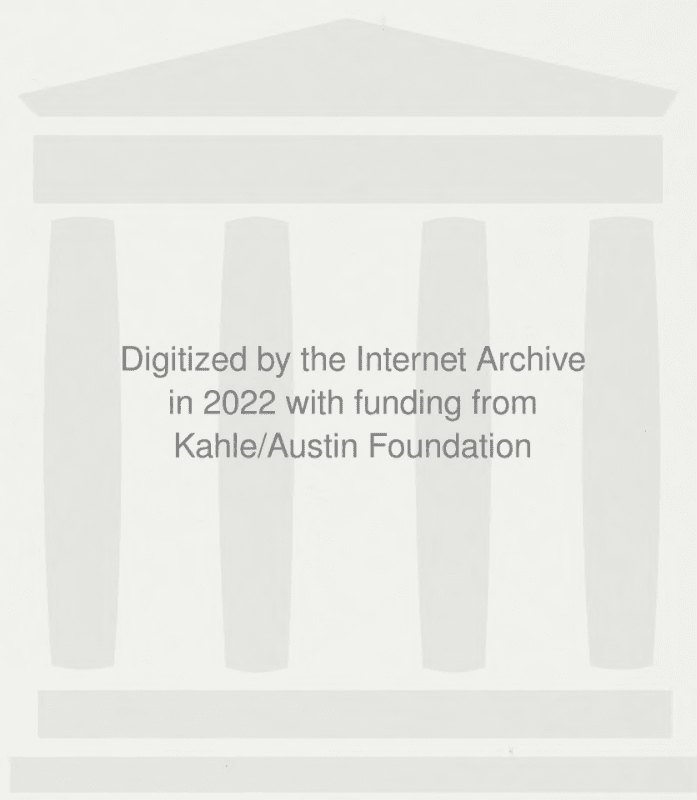 Digitized by the Internet Archive
in 2022 with funding from
Kahle/Austin Foundation